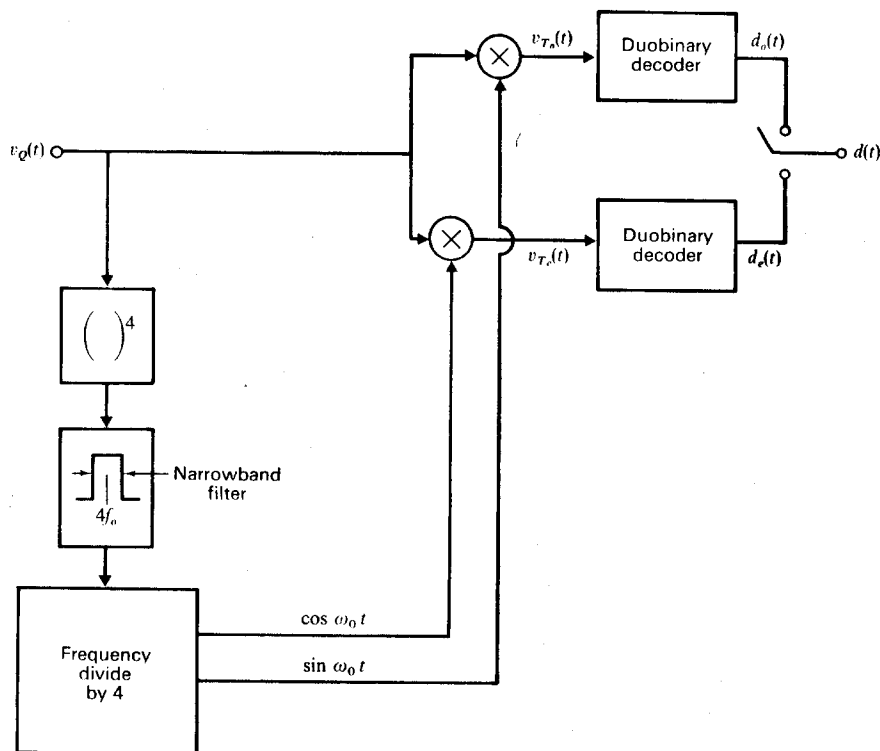 v_{T_o}(t)
Duobinary
decoder
d_o(t)
v_Q(t)
d(t)
v_{T_e}(t)
Duobinary
decoder
d_e(t)
( )^4
Narrowband
filter
4f_o
cos ω_0 t
sin ω_0 t
Frequency
divide
by 4